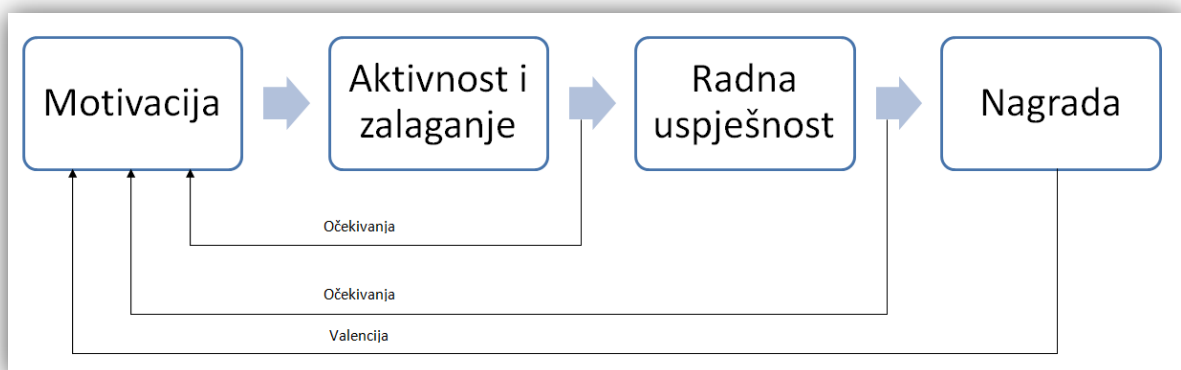 Motivacija
Aktivnost i
zalaganje
Radna
uspješnost
Nagrada
Očekivanja
Očekivanja
Valencija